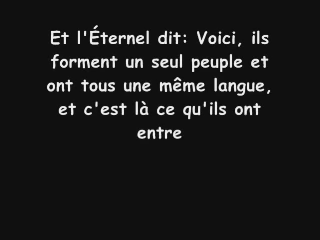 Et l'Éternel dit: Voici, ils
forment un seul peuple et
ont tous une même langue,
et c'est là ce qu'ils ont
entre